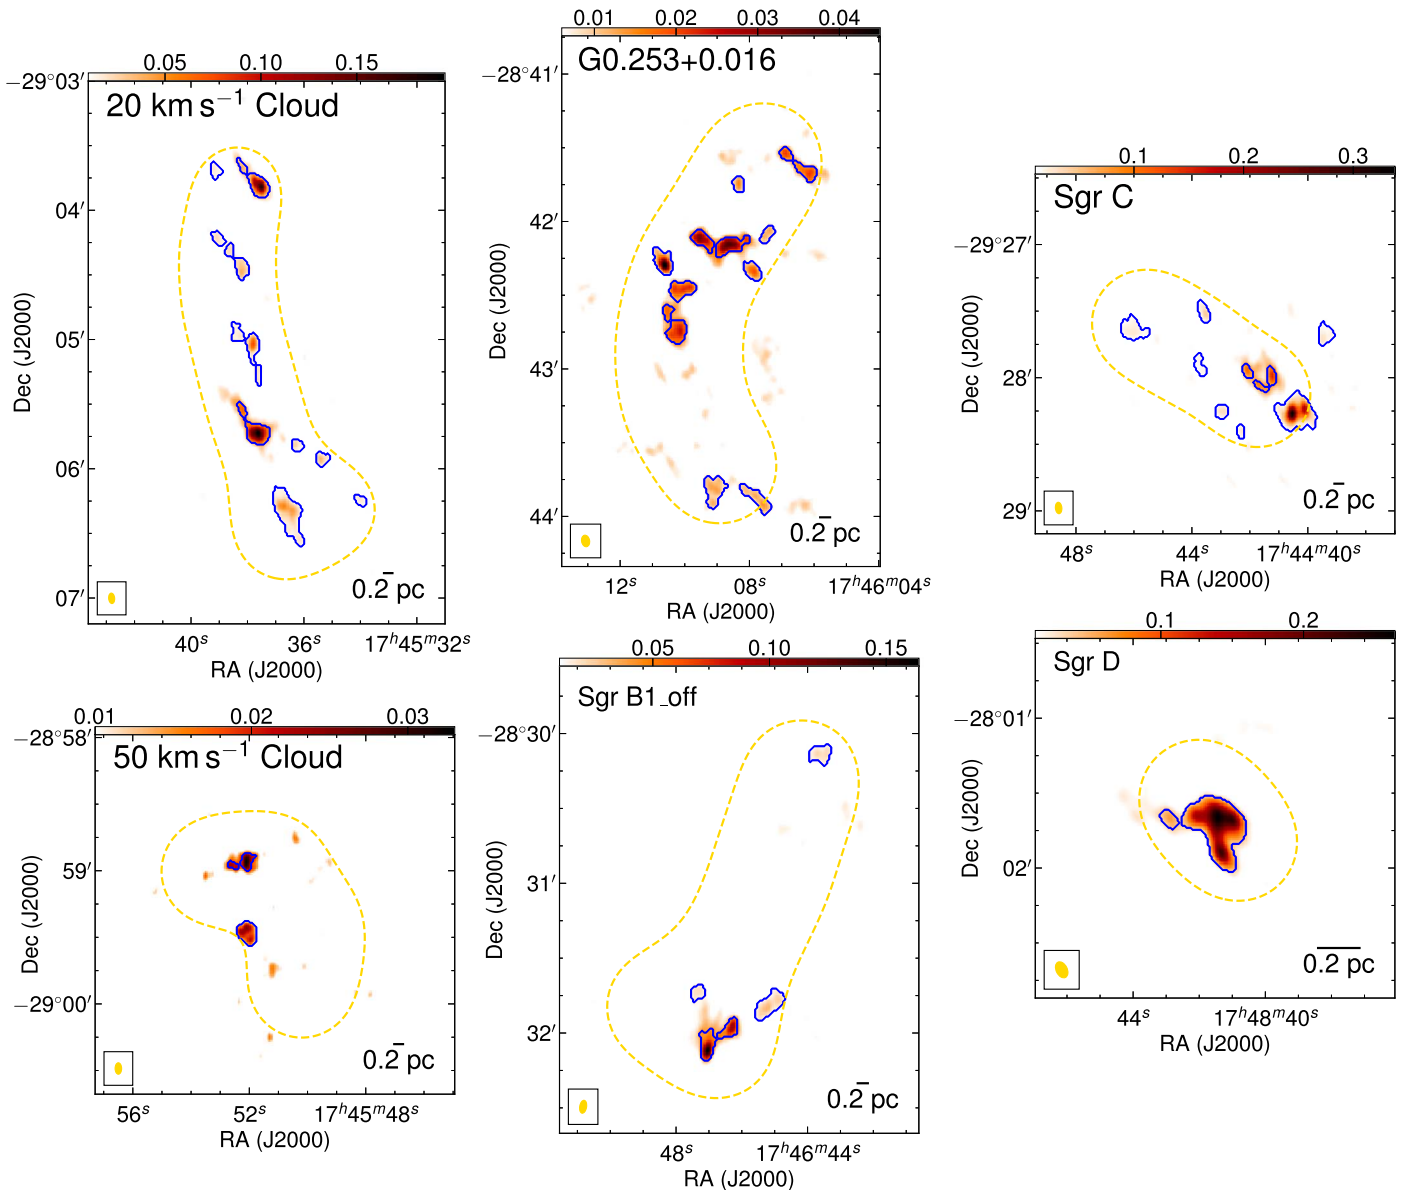 0.05 0.10 0.15
20 km s⁻¹ Cloud
−29°03′
04′
05′
06′
07′
Dec (J2000)
0.2 pc
40ˢ 36ˢ 17ʰ45ᵐ32ˢ
RA (J2000)
0.01 0.02 0.03 0.04
G0.253+0.016
−28°41′
42′
43′
44′
Dec (J2000)
0.2 pc
12ˢ 08ˢ 17ʰ46ᵐ04ˢ
RA (J2000)
0.1 0.2 0.3
Sgr C
−29°27′
28′
29′
Dec (J2000)
0.2 pc
48ˢ 44ˢ 17ʰ44ᵐ40ˢ
RA (J2000)
0.01 0.02 0.03
50 km s⁻¹ Cloud
−28°58′
59′
−29°00′
Dec (J2000)
0.2 pc
56ˢ 52ˢ 17ʰ45ᵐ48ˢ
RA (J2000)
0.05 0.10 0.15
Sgr B1_off
−28°30′
31′
32′
Dec (J2000)
0.2 pc
48ˢ 17ʰ46ᵐ44ˢ
RA (J2000)
0.1 0.2
Sgr D
−28°01′
02′
Dec (J2000)
0.2 pc
44ˢ 17ʰ48ᵐ40ˢ
RA (J2000)